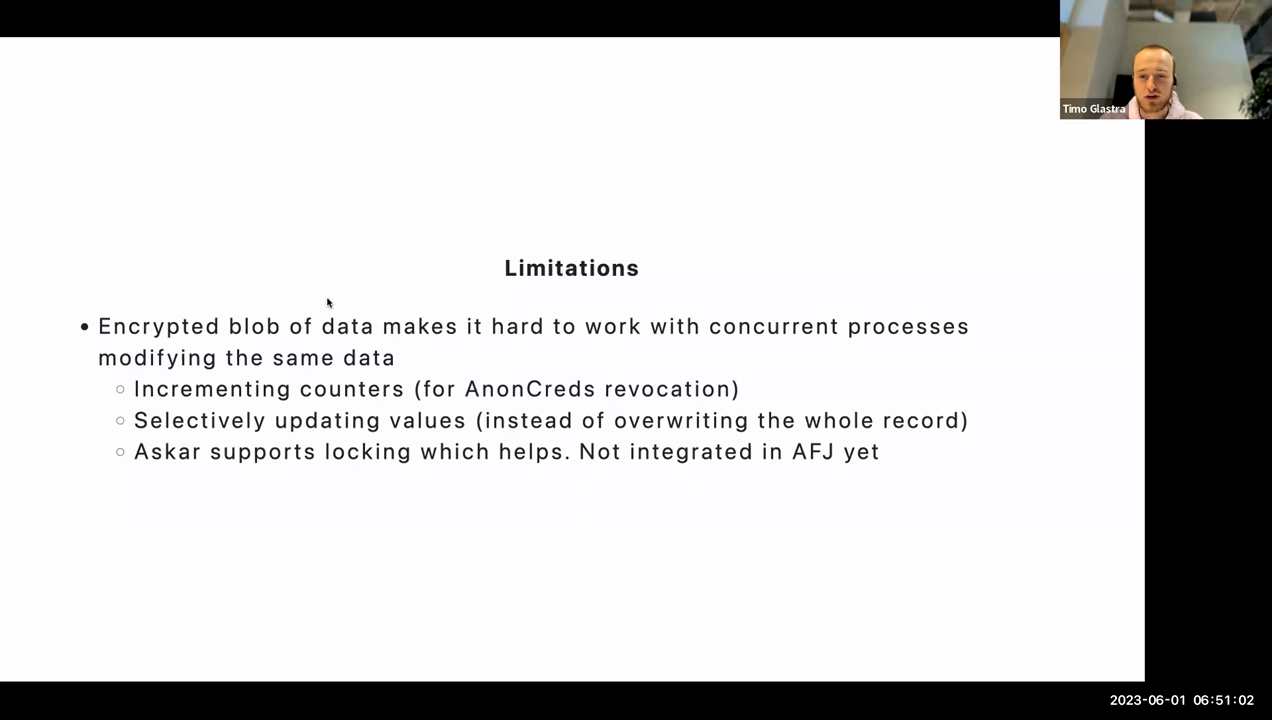 Timo Glastra
Limitations
• Encrypted blob of data makes it hard to work with concurrent processes
modifying the same data
○ Incrementing counters (for AnonCreds revocation)
○ Selectively updating values (instead of overwriting the whole record)
○ Askar supports locking which helps. Not integrated in AFJ yet
2023-06-01 06:51:02